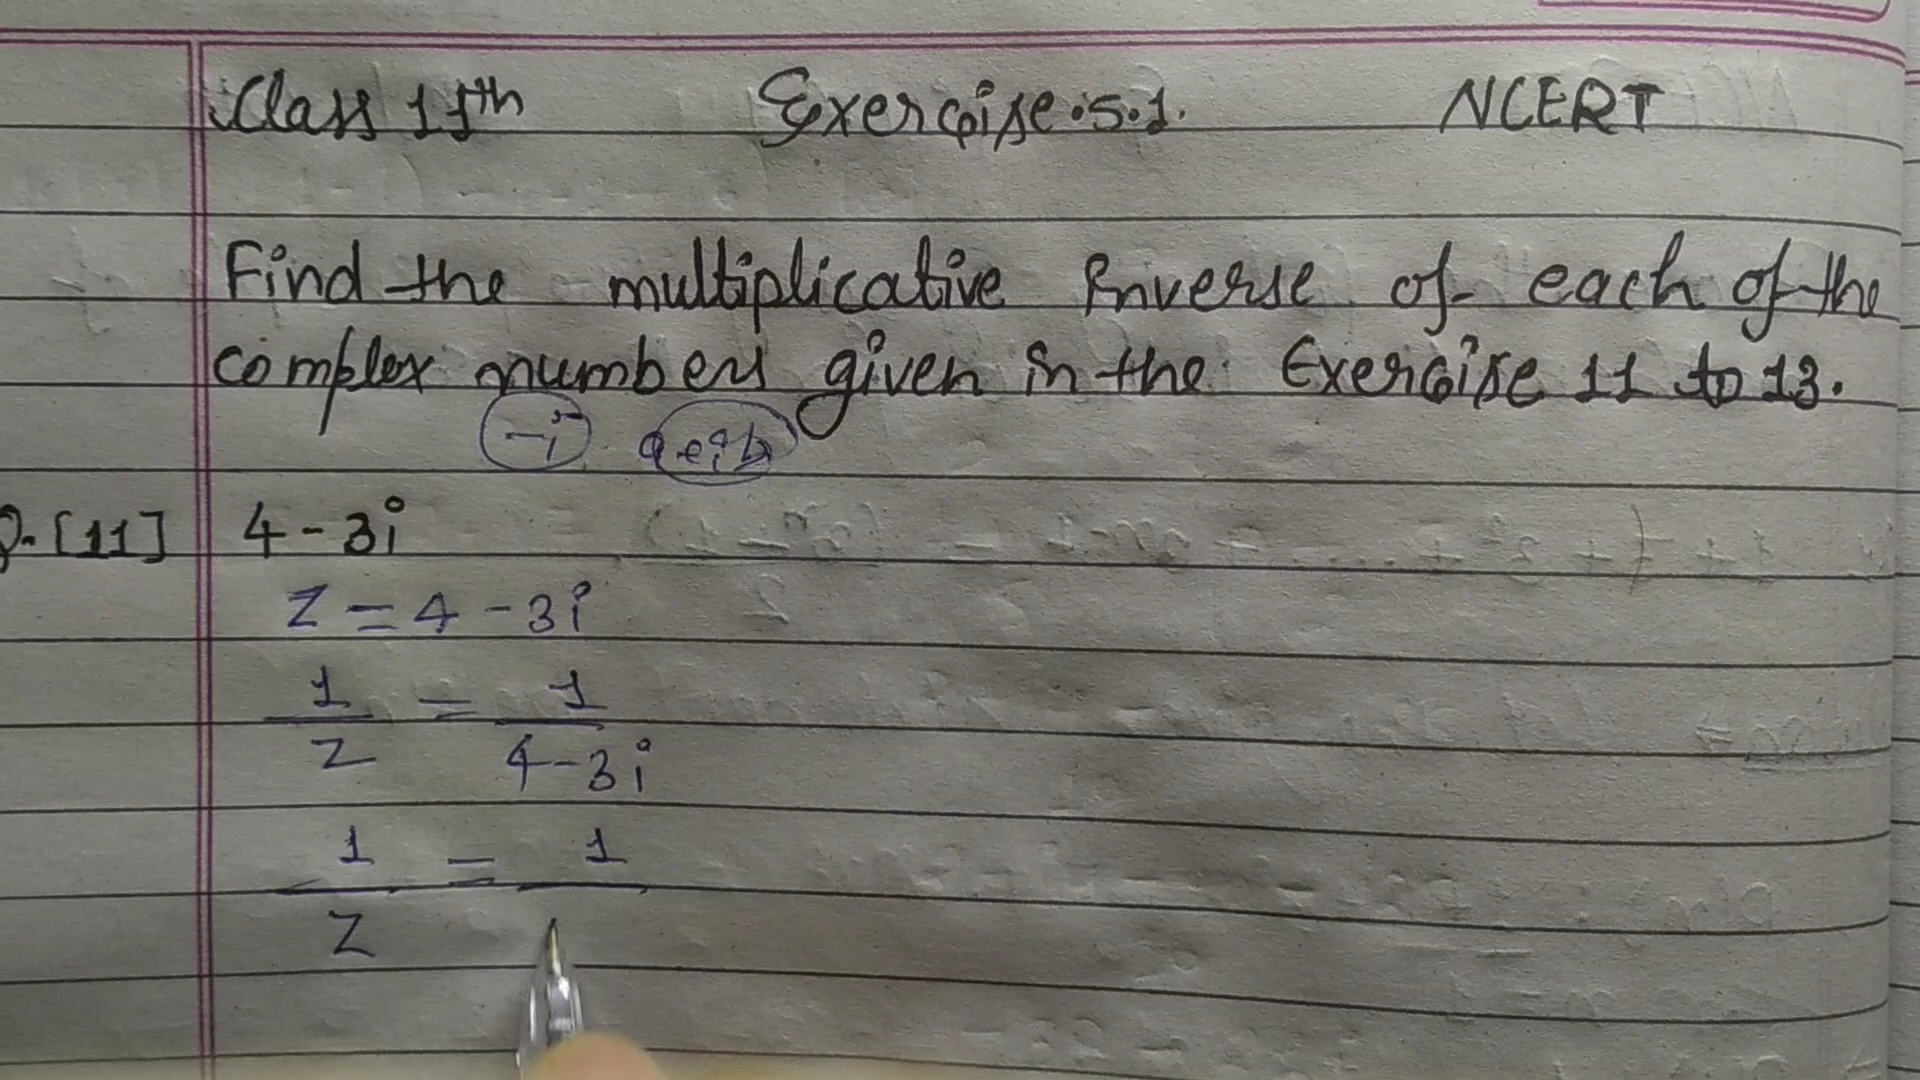 Class 11th Exercise.5.1. NCERT
Find the multiplicative inverse of each of the
complex numbers given in the Exercise 11 to 13.
-i
Q.[11] 4-3i
Z = 4-3i
1/Z = 1/4-3i
1/Z = 1